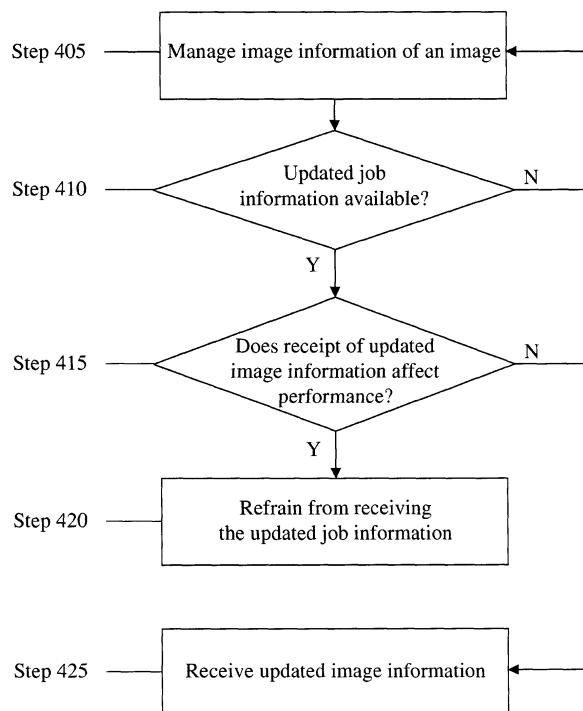 Step 405
Manage image information of an image
Step 410
Updated job
information available?
N
Y
Step 415
Does receipt of updated
image information affect
performance?
N
Y
Step 420
Refrain from receiving
the updated job information
Step 425
Receive updated image information